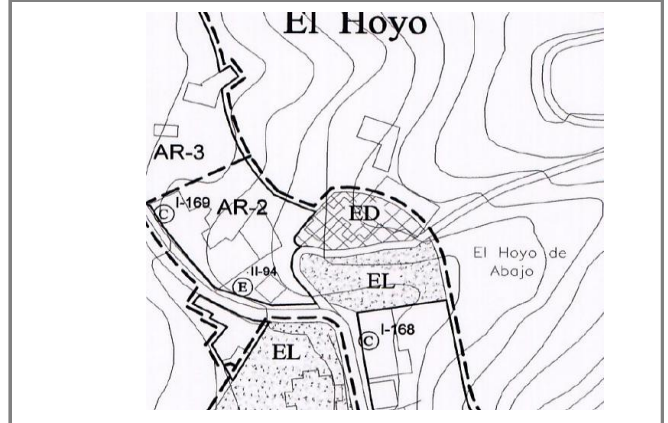 El Hoyo
AR-3
I-169
C
AR-2
ED
II-94
E
El Hoyo de
Abajo
EL
I-168
C
EL